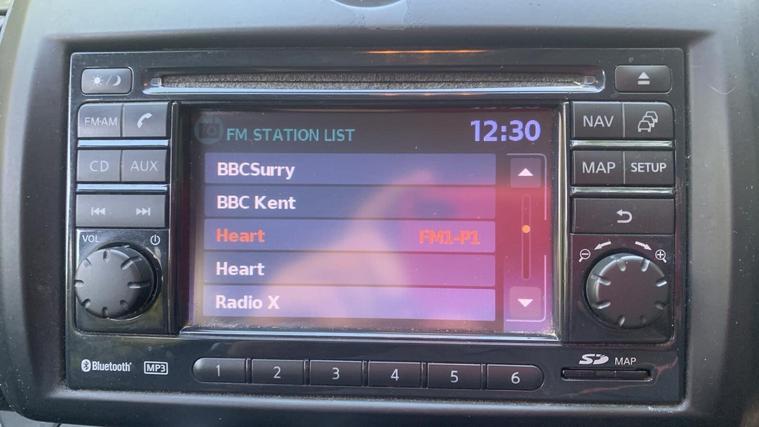 FM-AM
NAV
FM STATION LIST 12:30
CD AUX
MAP SETUP
BBCSurry
BBC Kent
Heart FM1-P1
Heart
Radio X
VOL
Bluetooth MP3
1 2 3 4 5 6
SD MAP